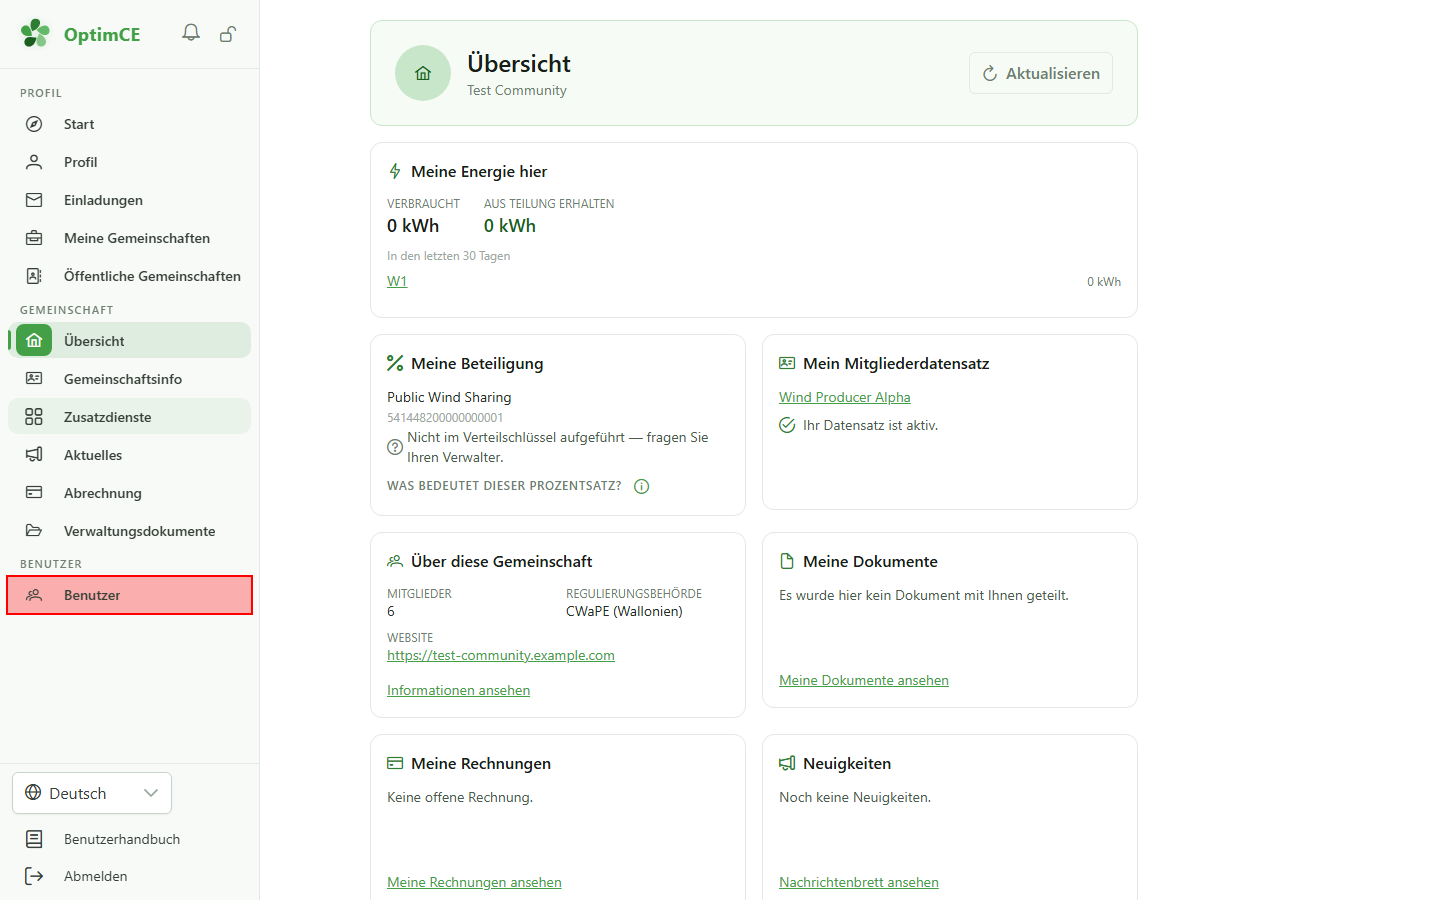 OptimCE
PROFIL
Start
Profil
Einladungen
Meine Gemeinschaften
Öffentliche Gemeinschaften
GEMEINSCHAFT
Übersicht
Gemeinschaftsinfo
Zusatzdienste
Aktuelles
Abrechnung
Verwaltungsdokumente
BENUTZER
Benutzer
Deutsch
Benutzerhandbuch
Abmelden
Übersicht
Test Community
Aktualisieren
Meine Energie hier
VERBRAUCHT
0 kWh
AUS TEILUNG ERHALTEN
0 kWh
In den letzten 30 Tagen
W1
0 kWh
Meine Beteiligung
Public Wind Sharing
541448200000000001
Nicht im Verteilschlüssel aufgeführt — fragen Sie
Ihren Verwalter.
WAS BEDEUTET DIESER PROZENTSATZ?
Mein Mitgliederdatensatz
Wind Producer Alpha
Ihr Datensatz ist aktiv.
Über diese Gemeinschaft
MITGLIEDER
6
REGULIERUNGSBEHÖRDE
CWaPE (Wallonien)
WEBSITE
https://test-community.example.com
Informationen ansehen
Meine Dokumente
Es wurde hier kein Dokument mit Ihnen geteilt.
Meine Dokumente ansehen
Meine Rechnungen
Keine offene Rechnung.
Meine Rechnungen ansehen
Neuigkeiten
Noch keine Neuigkeiten.
Nachrichtenbrett ansehen